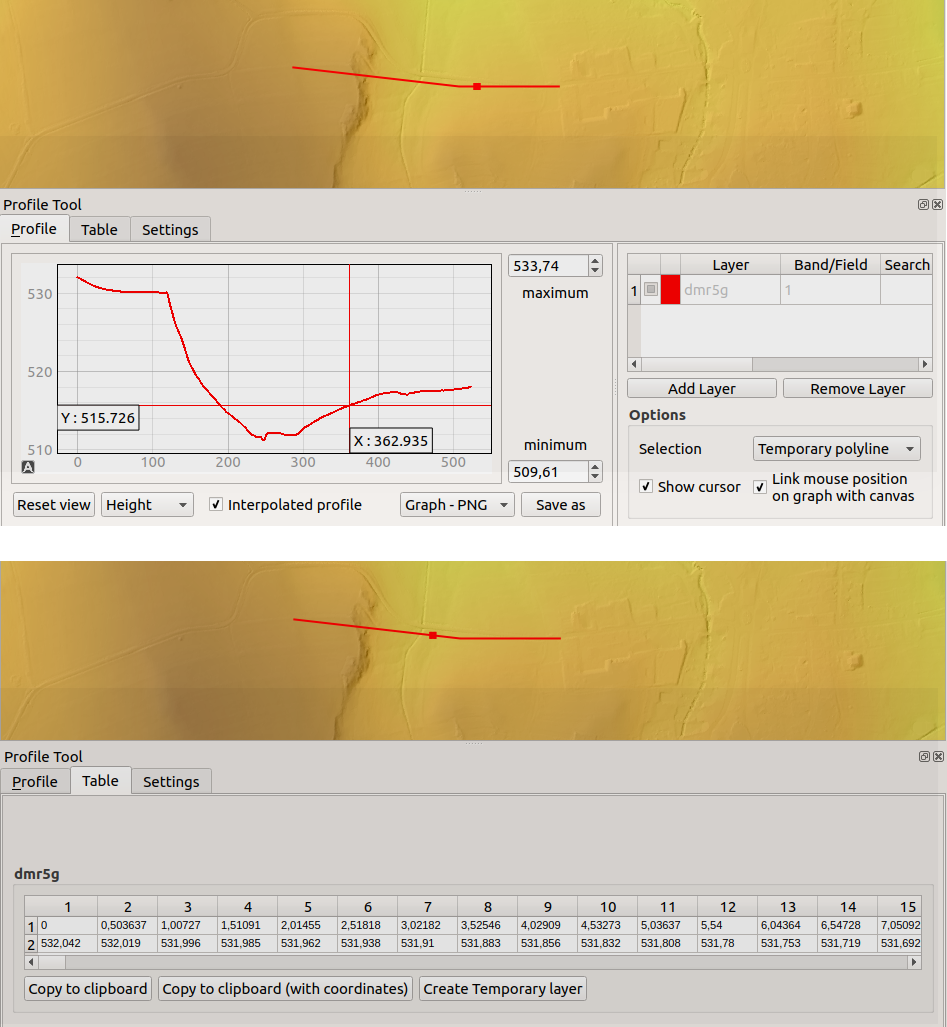 Profile Tool
Profile Table Settings
533,74
maximum
Layer Band/Field Search
1 dmr5g 1
530
520
510
Y : 515.726
X : 362.935
0 100 200 300 400 500
A
minimum
509,61
Add Layer Remove Layer
Options
Selection Temporary polyline
Show cursor Link mouse position
on graph with canvas
Reset view Height Interpolated profile Graph - PNG Save as
Profile Tool
Profile Table Settings
dmr5g
1 2 3 4 5 6 7 8 9 10 11 12 13 14 15
1 0 0,503637 1,00727 1,51091 2,01455 2,51818 3,02182 3,52546 4,02909 4,53273 5,03637 5,54 6,04364 6,54728 7,05092
2 532,042 532,019 531,996 531,985 531,962 531,938 531,91 531,883 531,856 531,832 531,808 531,78 531,753 531,719 531,692
Copy to clipboard Copy to clipboard (with coordinates) Create Temporary layer